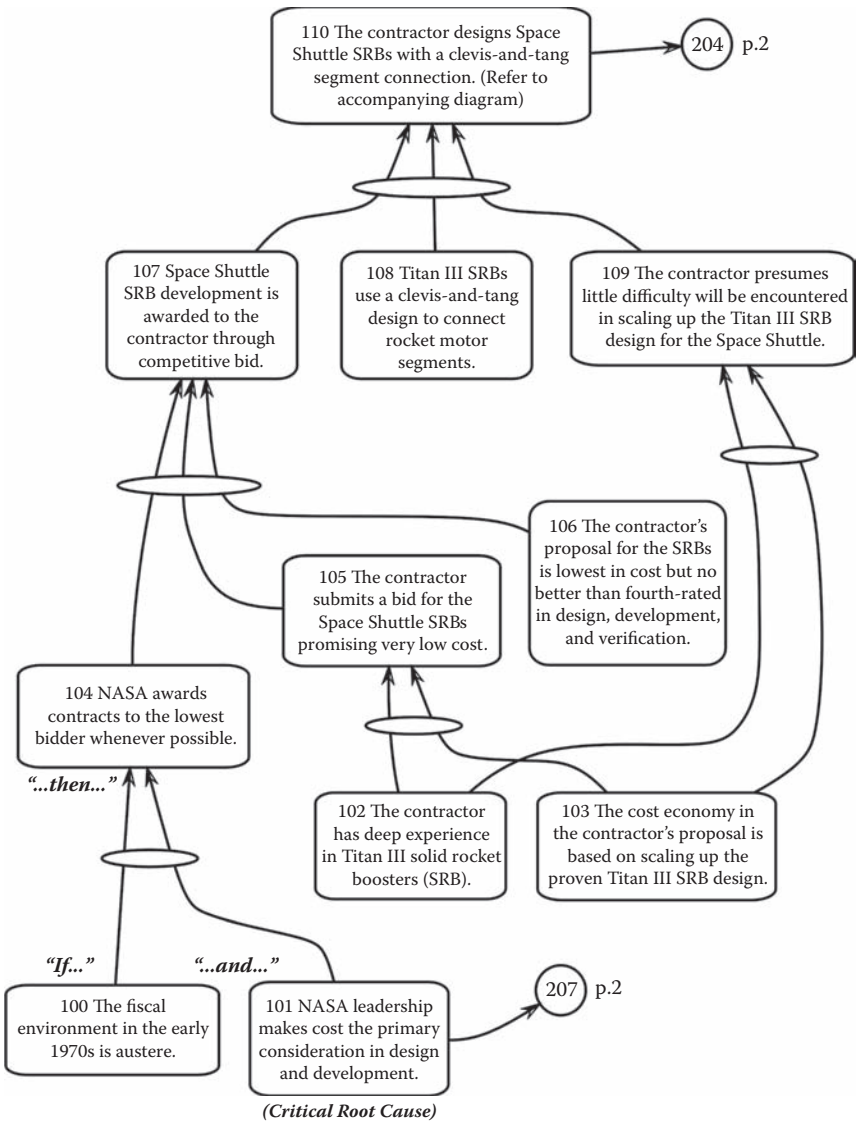 110 The contractor designs Space
Shuttle SRBs with a clevis-and-tang
segment connection. (Refer to
accompanying diagram)
204 p.2
107 Space Shuttle
SRB development is
awarded to the
contractor through
competitive bid.
108 Titan III SRBs
use a clevis-and-tang
design to connect
rocket motor
segments.
109 The contractor presumes
little difficulty will be encountered
in scaling up the Titan III SRB
design for the Space Shuttle.
106 The contractor’s
proposal for the SRBs
is lowest in cost but no
better than fourth-rated
in design, development,
and verification.
105 The contractor
submits a bid for the
Space Shuttle SRBs
promising very low cost.
104 NASA awards
contracts to the lowest
bidder whenever possible.
“...then...”
102 The contractor
has deep experience
in Titan III solid rocket
boosters (SRB).
103 The cost economy in
the contractor’s proposal is
based on scaling up the
proven Titan III SRB design.
“If...”
“...and...”
100 The fiscal
environment in the early
1970s is austere.
101 NASA leadership
makes cost the primary
consideration in design
and development.
207 p.2
(Critical Root Cause)